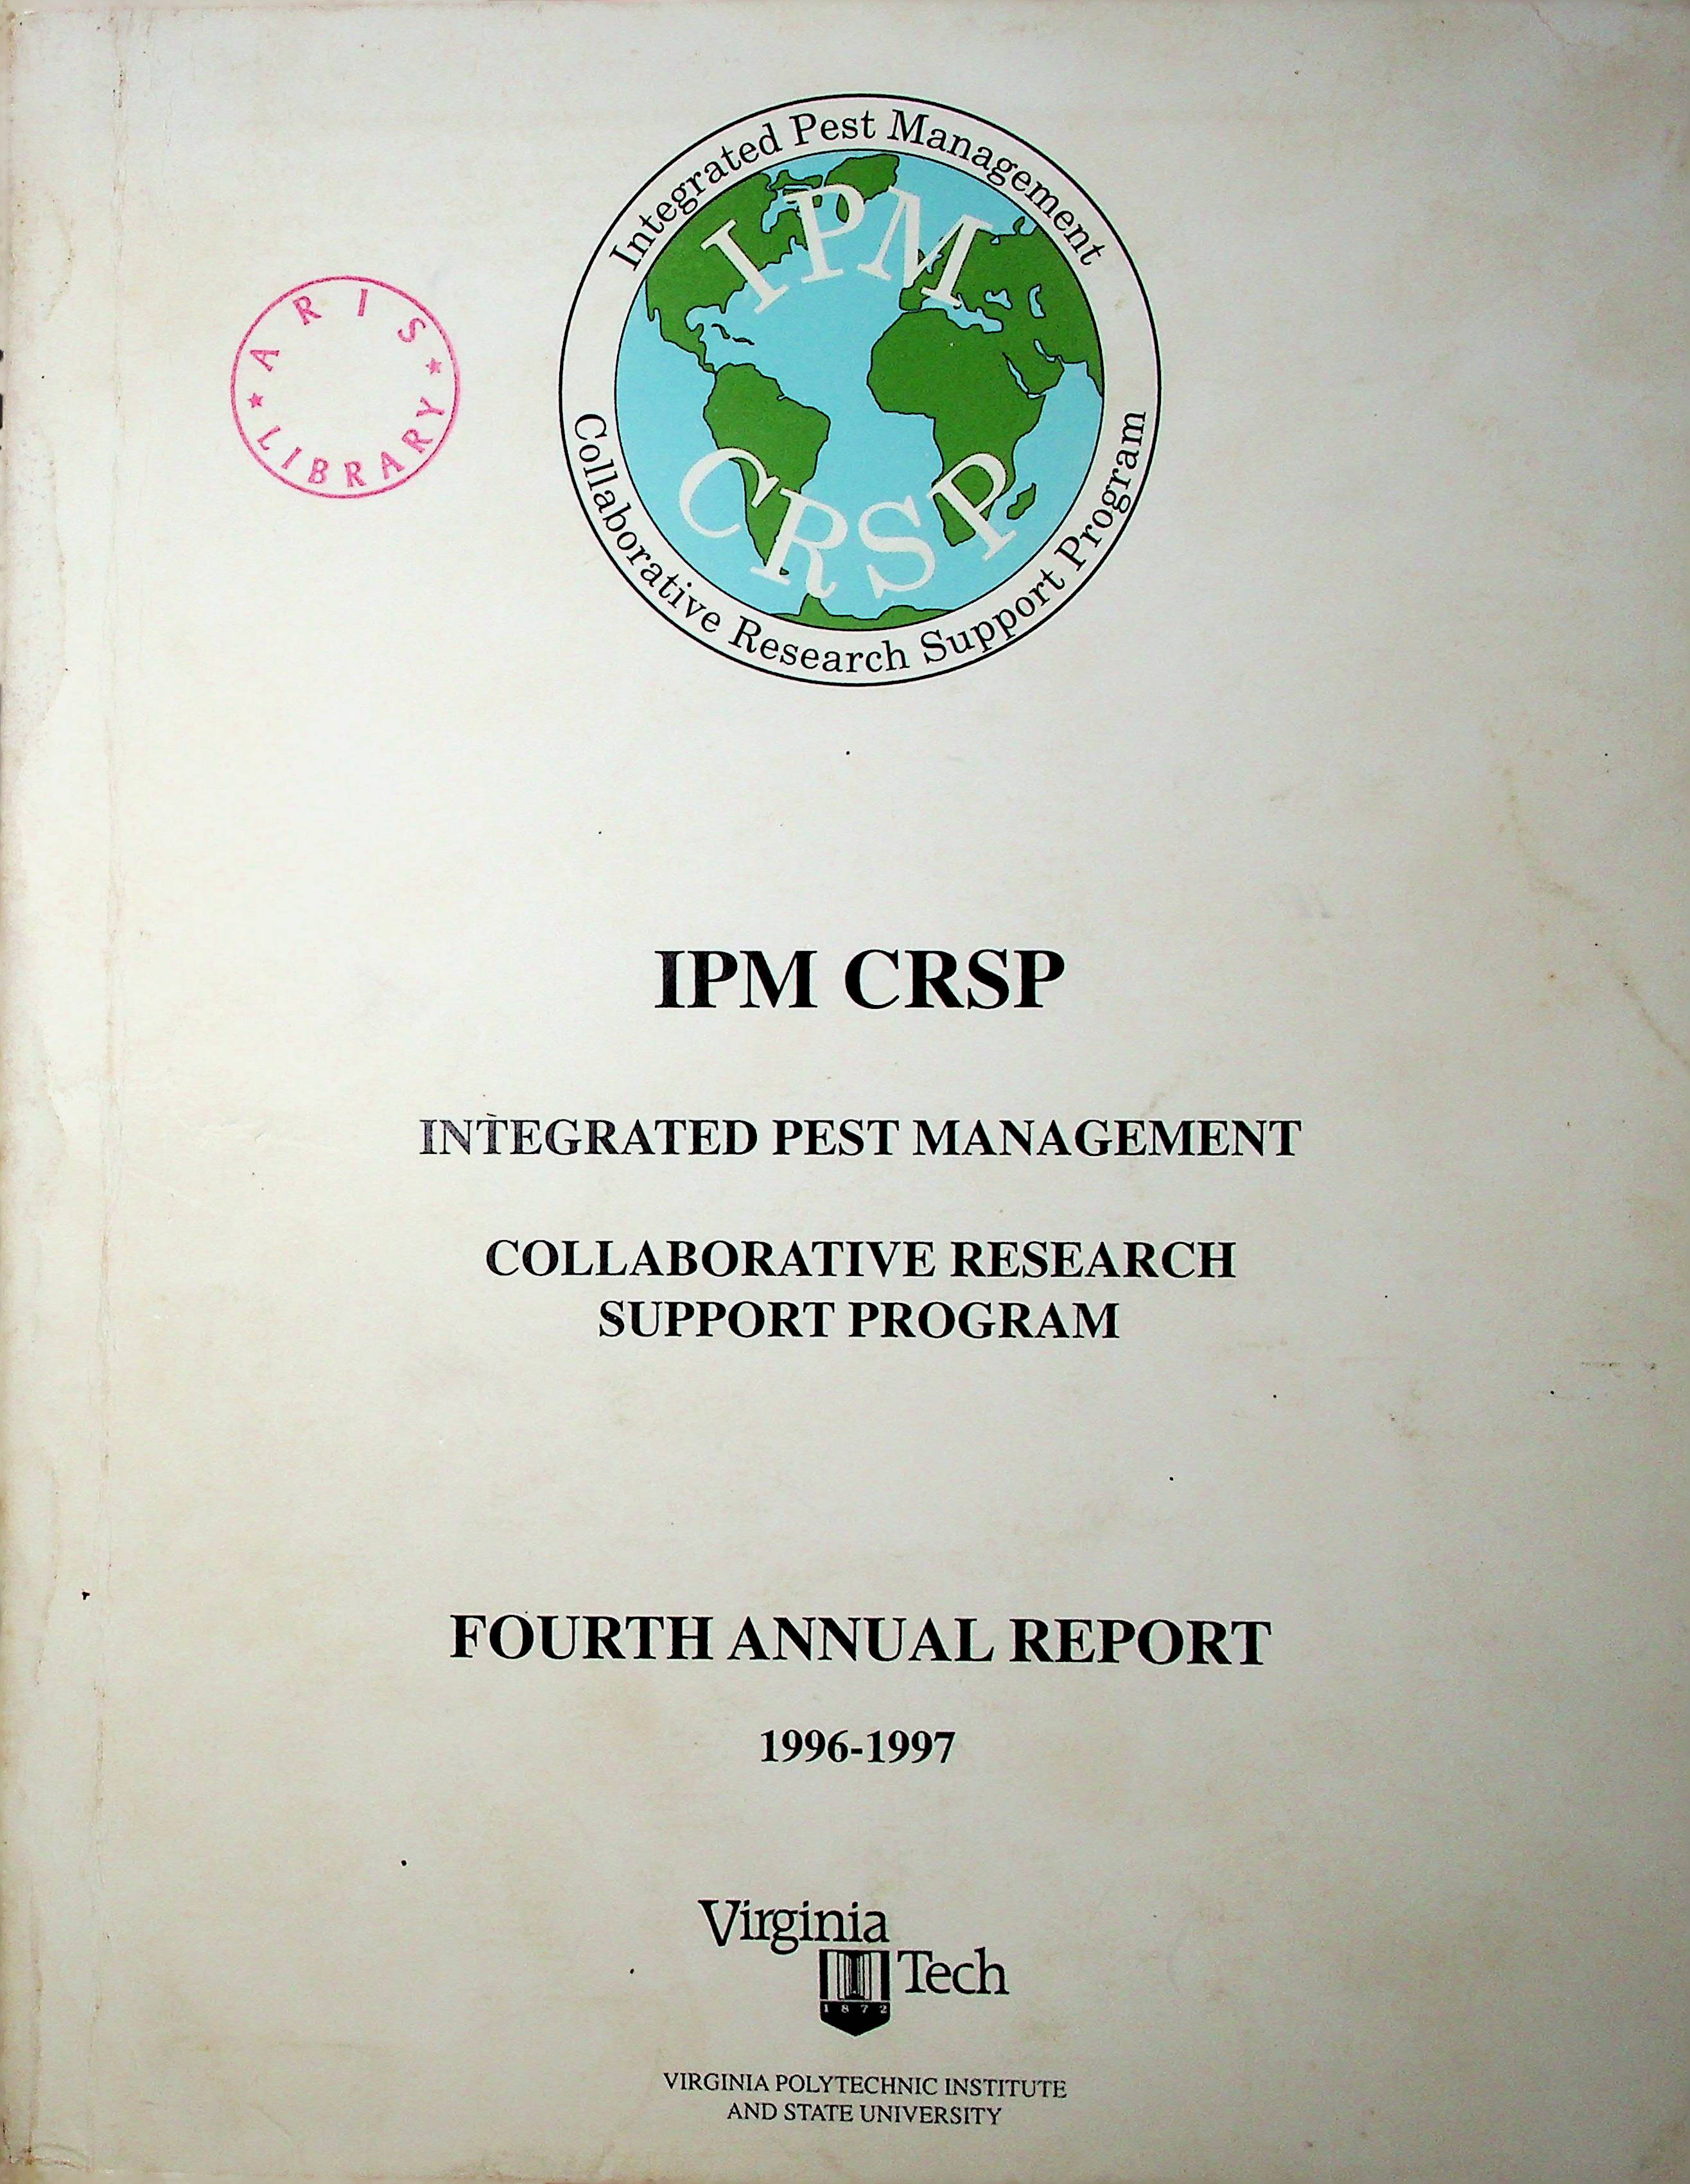 Integrated Pest Management
IPM
CRSP
Collaborative Research Support Program
ARIS
LIBRARY
IPM CRSP
INTEGRATED PEST MANAGEMENT
COLLABORATIVE RESEARCH
SUPPORT PROGRAM
FOURTH ANNUAL REPORT
1996-1997
Virginia
Tech
1872
VIRGINIA POLYTECHNIC INSTITUTE
AND STATE UNIVERSITY